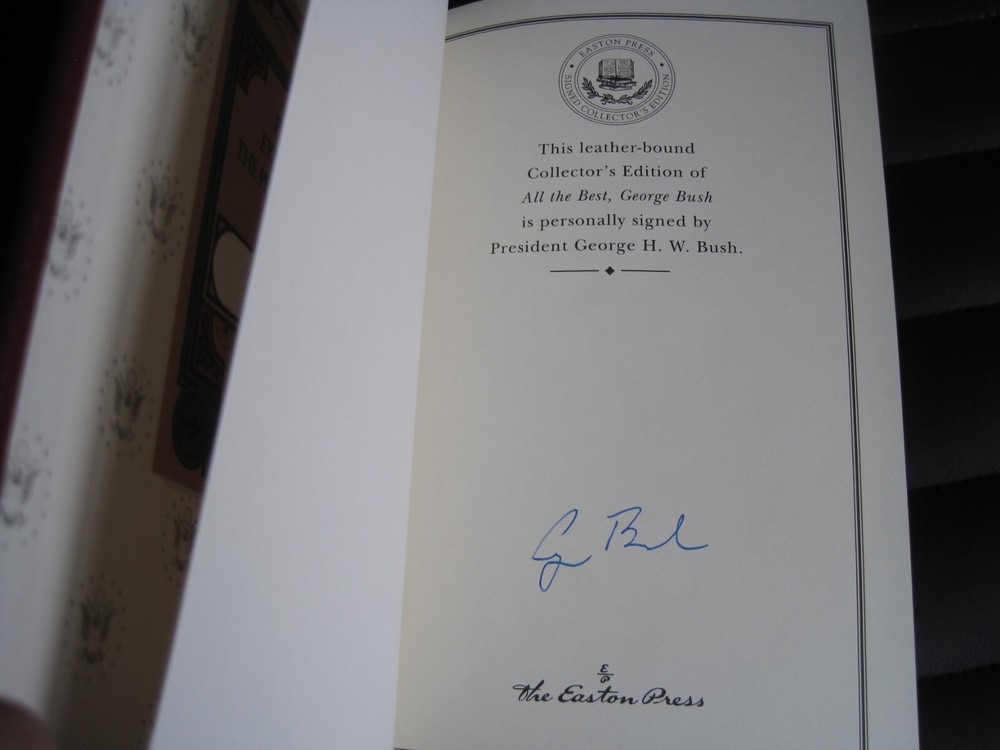 EASTON PRESS
SIGNED COLLECTOR'S EDITION
This leather-bound
Collector's Edition of
All the Best, George Bush
is personally signed by
President George H. W. Bush.
G Bush
E/P
The Easton Press